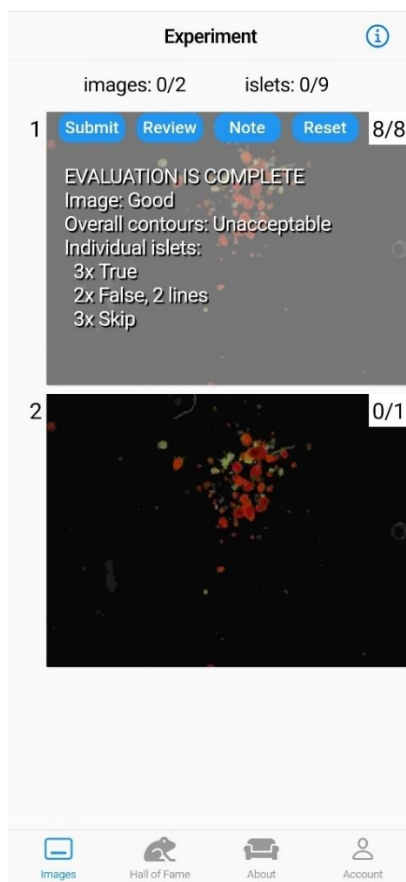 Experiment
images: 0/2 islets: 0/9
1 Submit Review Note Reset 8/8
EVALUATION IS COMPLETE
Image: Good
Overall contours: Unacceptable
Individual islets:
3x True
2x False, 2 lines
3x Skip
2 0/1
Images Hall of Fame About Account